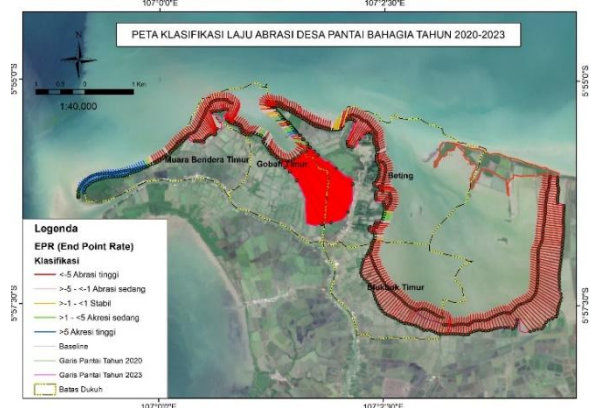 107°0'0"E
107°2'30"E
PETA KLASIFIKASI LAJU ABRASI DESA PANTAI BAHAGIA TAHUN 2020-2023
N
5°55'0"S
5°55'0"S
1 Km
1:40,000
Muara Bendera Timur
Gobah Timur
Beting
Blukbuk Timur
Legenda
EPR (End Point Rate)
Klasifikasi
<-5 Abrasi tinggi
>-5 - <-1 Abrasi sedang
>-1 - <1 Stabil
>1 - <5 Akresi sedang
>5 Akresi tinggi
Baseline
Garis Pantai Tahun 2020
Garis Pantai Tahun 2023
Batas Dukuh
5°57'30"S
5°57'30"S
107°0'0"E
107°2'30"E